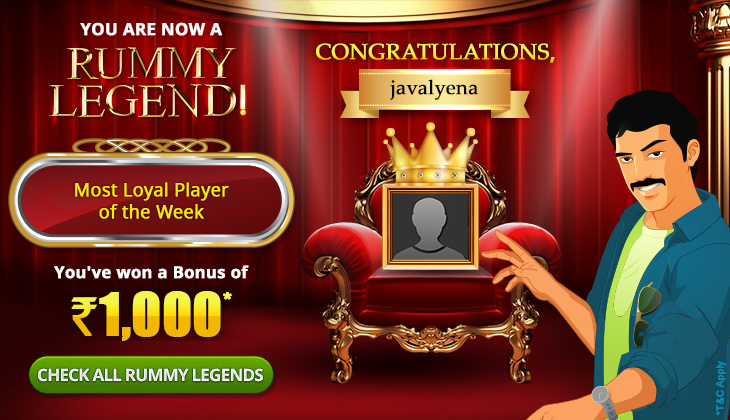 YOU ARE NOW A
RUMMY
LEGEND!
Most Loyal Player
of the Week
You've won a Bonus of
₹1,000*
CHECK ALL RUMMY LEGENDS
CONGRATULATIONS,
javalyena
*T&C Apply